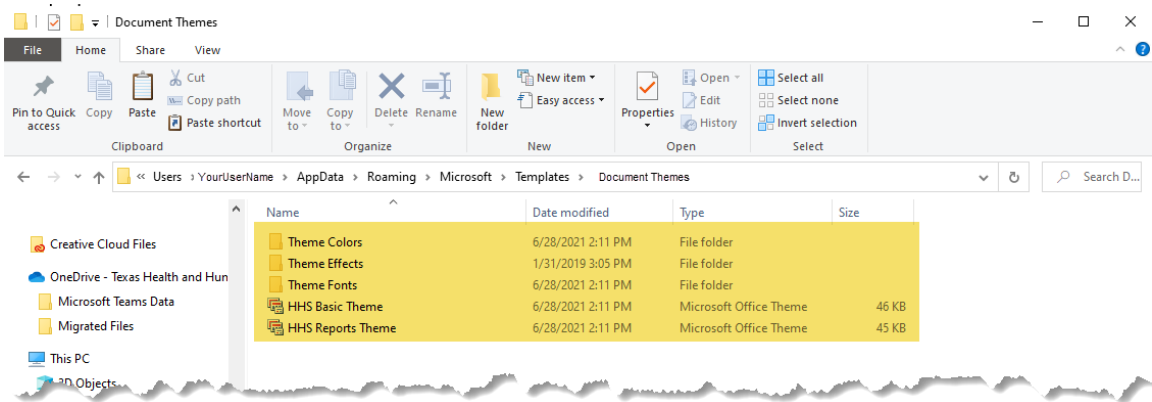 Document Themes
File Home Share View
Pin to Quick access Copy Paste Cut Copy path Paste shortcut
Clipboard
Move to Copy to Delete Rename
Organize
New folder New item Easy access
New
Properties Open Edit History
Open
Select all Select none Invert selection
Select
« Users › YourUserName › AppData › Roaming › Microsoft › Templates › Document Themes
Search D...
Name Date modified Type Size
Creative Cloud Files
OneDrive - Texas Health and Hun
Microsoft Teams Data
Migrated Files
This PC
3D Objects
Theme Colors 6/28/2021 2:11 PM File folder
Theme Effects 1/31/2019 3:05 PM File folder
Theme Fonts 6/28/2021 2:11 PM File folder
HHS Basic Theme 6/28/2021 2:11 PM Microsoft Office Theme 46 KB
HHS Reports Theme 6/28/2021 2:11 PM Microsoft Office Theme 45 KB